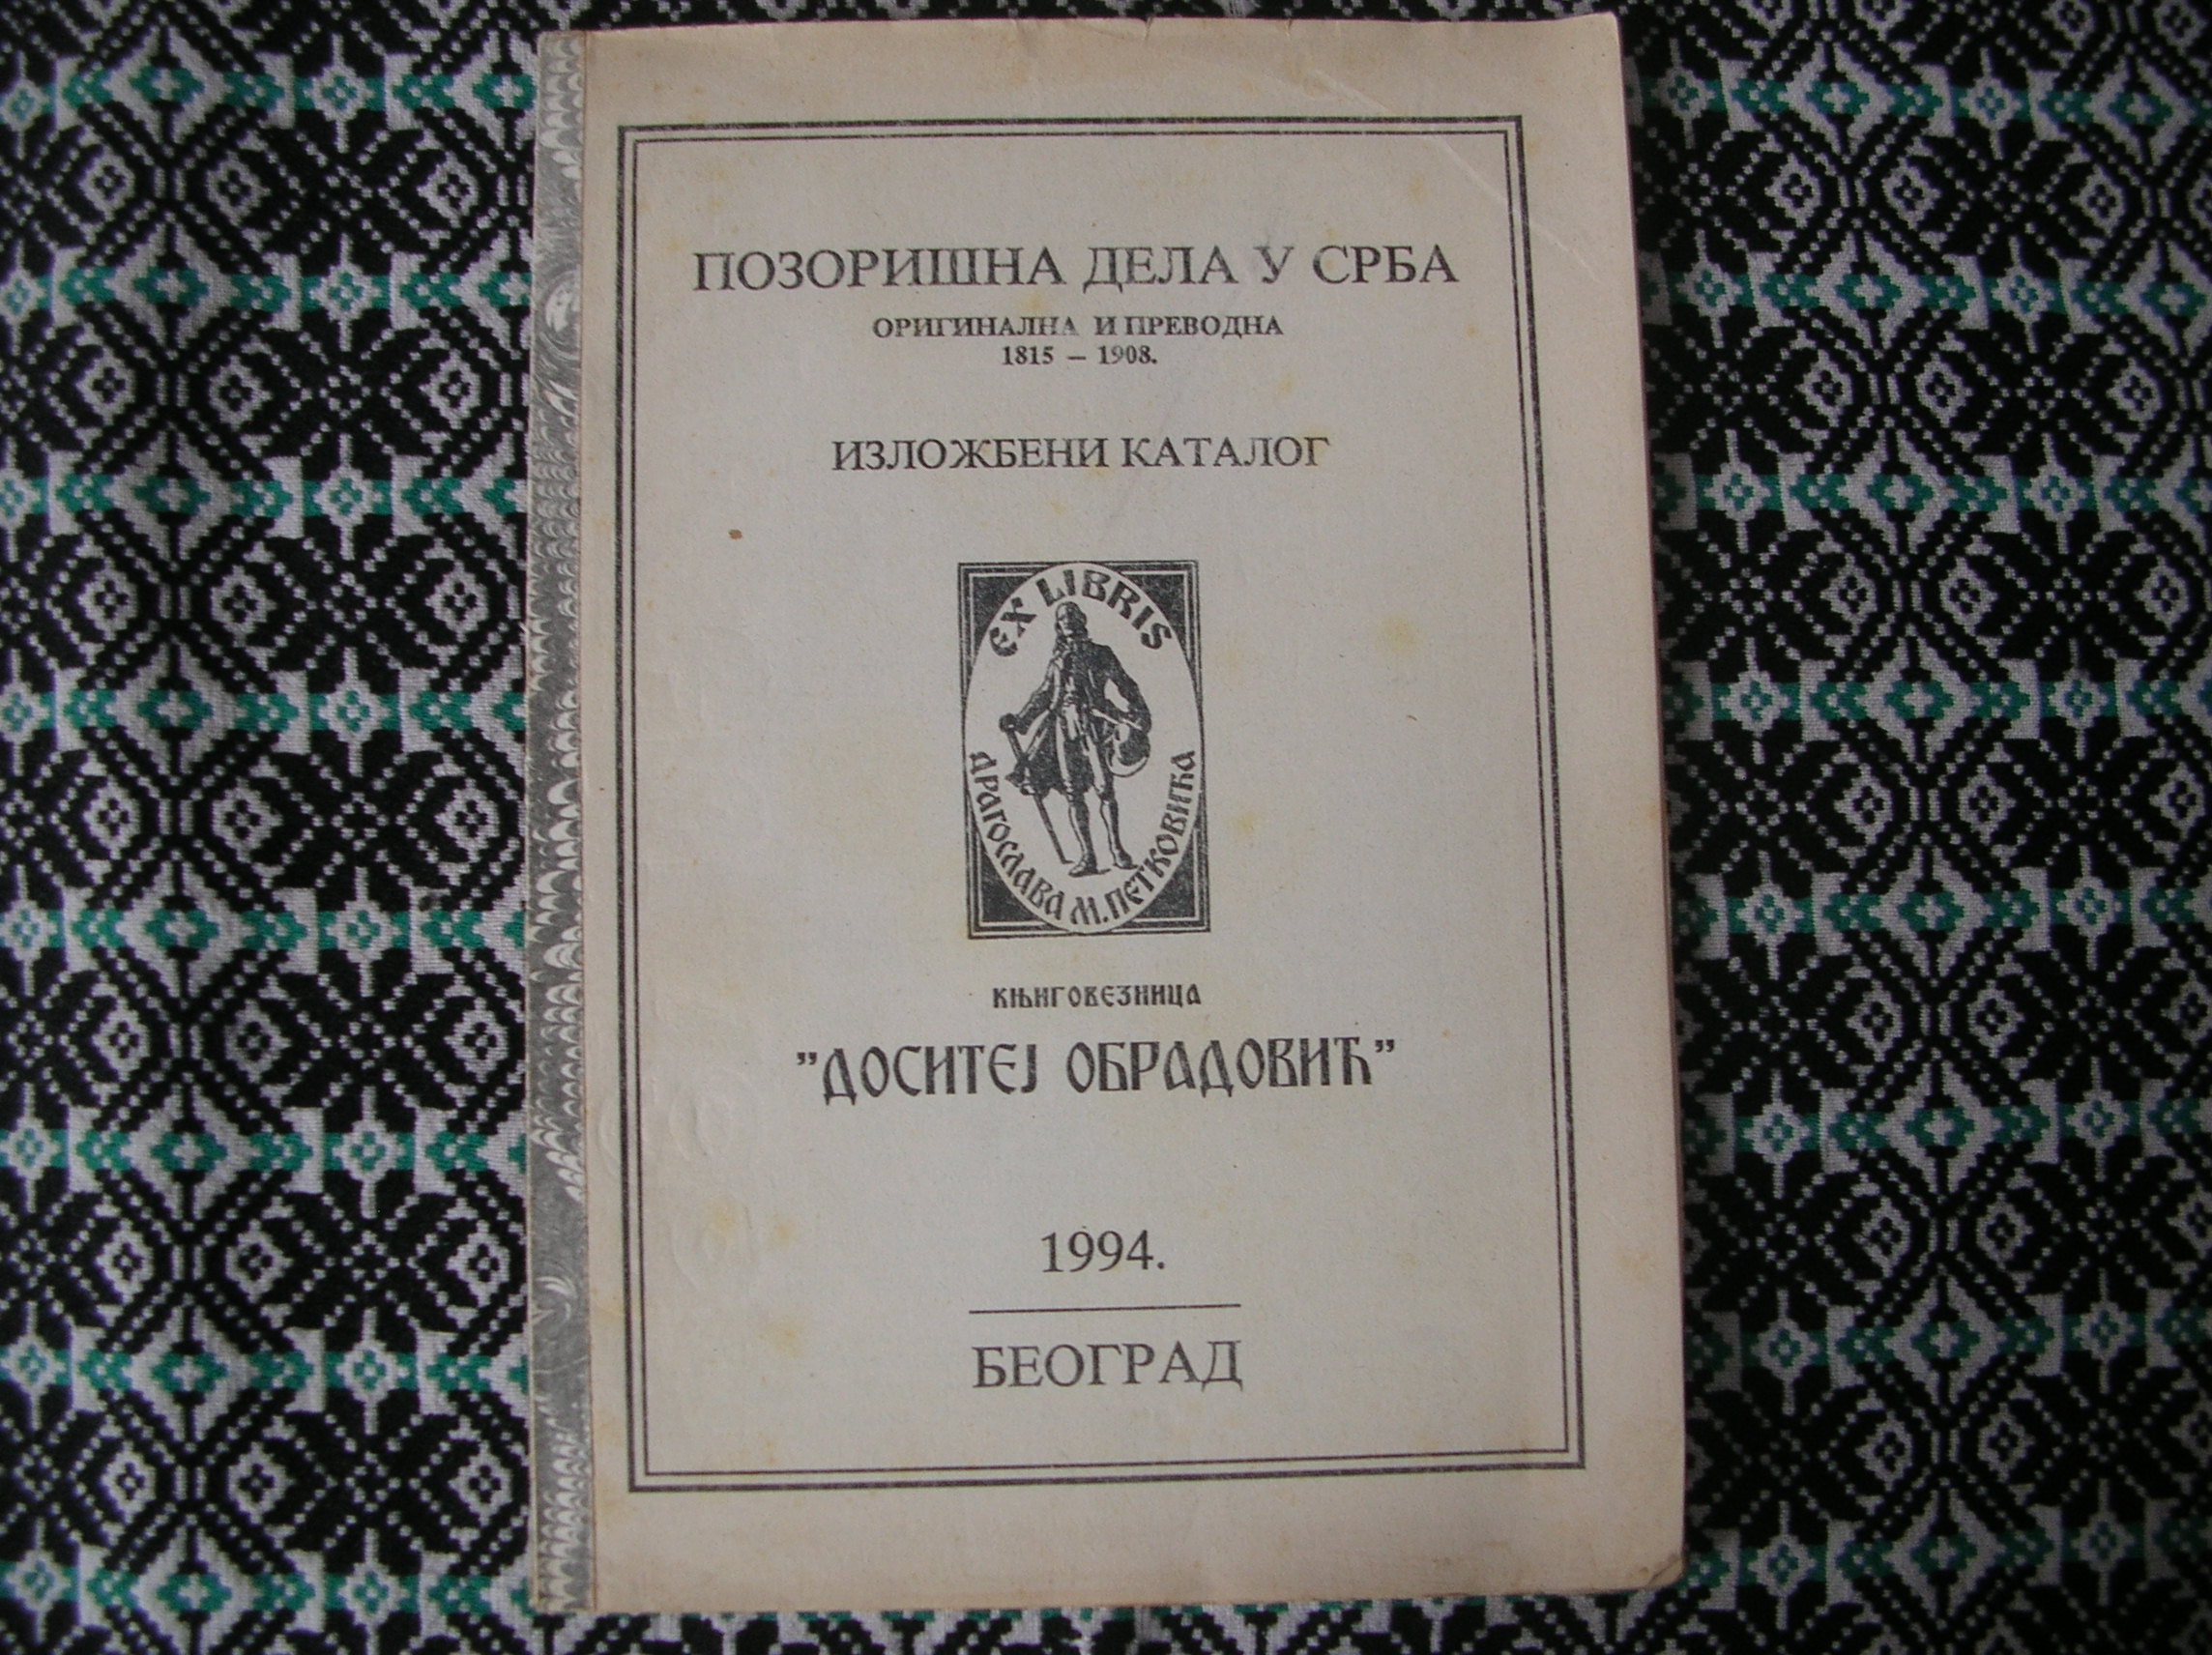 ПОЗОРИШНА ДЕЛА У СРБА
ОРИГИНАЛНА И ПРЕВОДНА
1815 – 1908.
ИЗЛОЖБЕНИ КАТАЛОГ
EX LIBRIS
ДРАГОСЛАВА М. ПЕТКОВИЋА
КЊИГОВЕЗНИЦА
"ДОСИТЕЈ ОБРАДОВИЋ"
1994.
БЕОГРАД